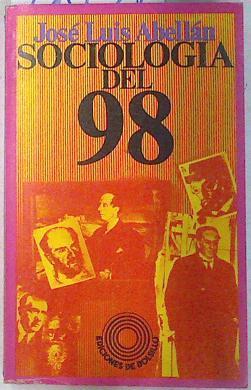 José Luis Abellán
SOCIOLOGIA
DEL
98
EDICIONES DE BOLSILLO